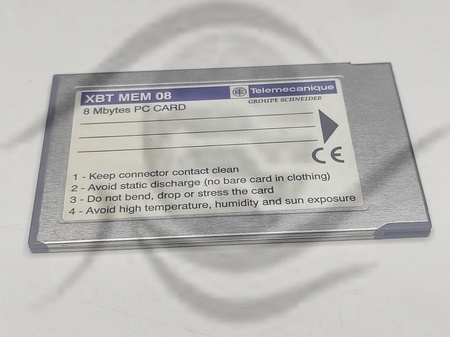 XBT MEM 08
Telemecanique
GROUPE SCHNEIDER
8 Mbytes PC CARD
CE
1 - Keep connector contact clean
2 - Avoid static discharge (no bare card in clothing)
3 - Do not bend, drop or stress the card
4 - Avoid high temperature, humidity and sun exposure